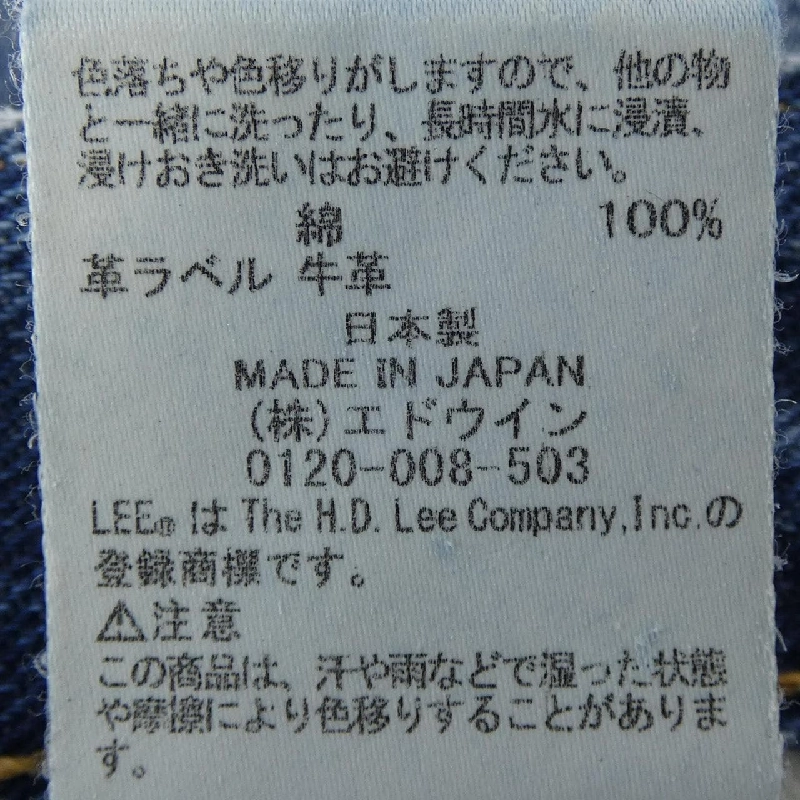 色落ちや色移りがしますので、他の物
と一緒に洗ったり、長時間水に浸漬、
浸けおき洗いはお避けください。
綿 100%
革ラベル 牛革
日本製
MADE IN JAPAN
(株)エドウイン
0120-008-503
LEE®はThe H.D. Lee Company,Inc.の
登録商標です。
⚠注意
この商品は、汗や雨などで湿った状態
や摩擦により色移りすることがありま
す。